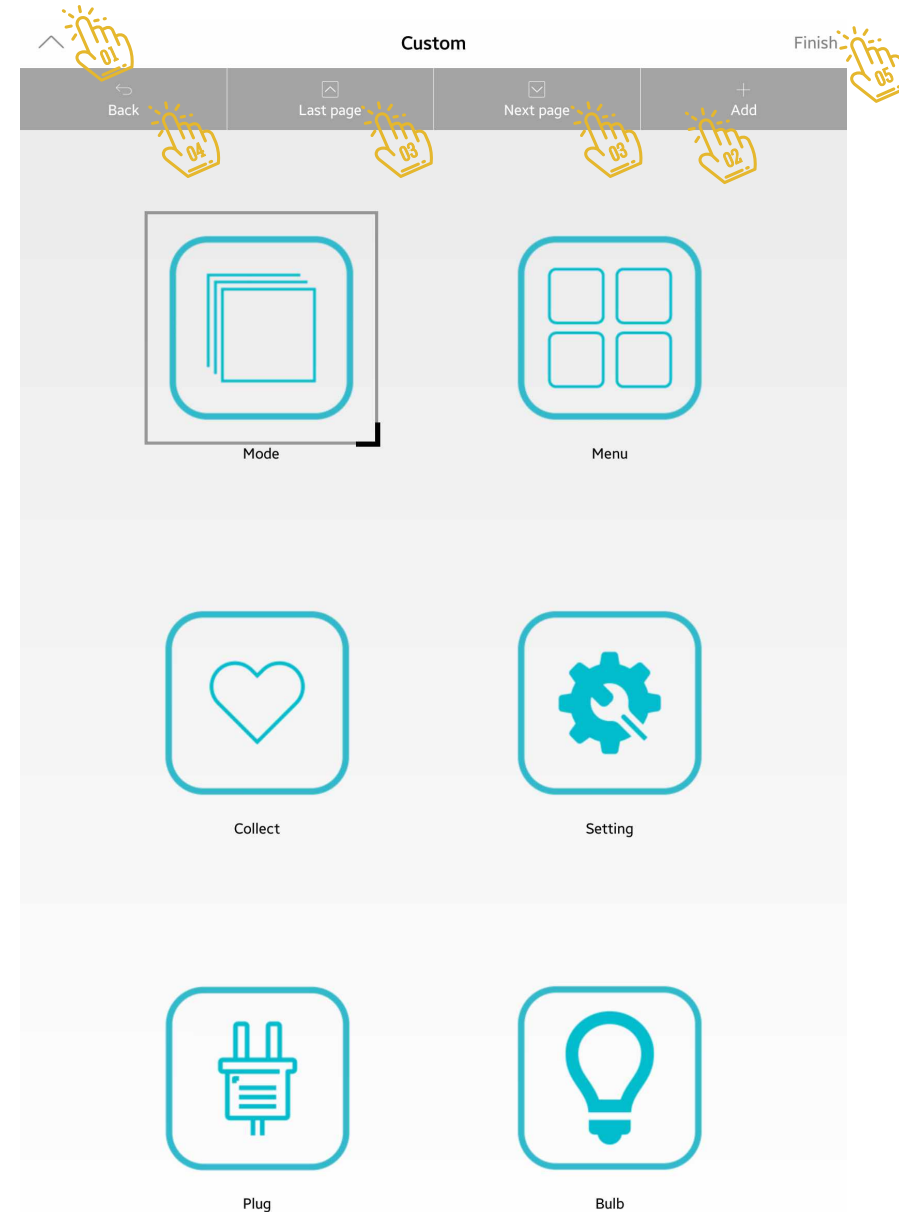 01
Custom
Finish
05
Back
Last page
Next page
Add
04
03
03
02
Mode
Menu
Collect
Setting
Plug
Bulb